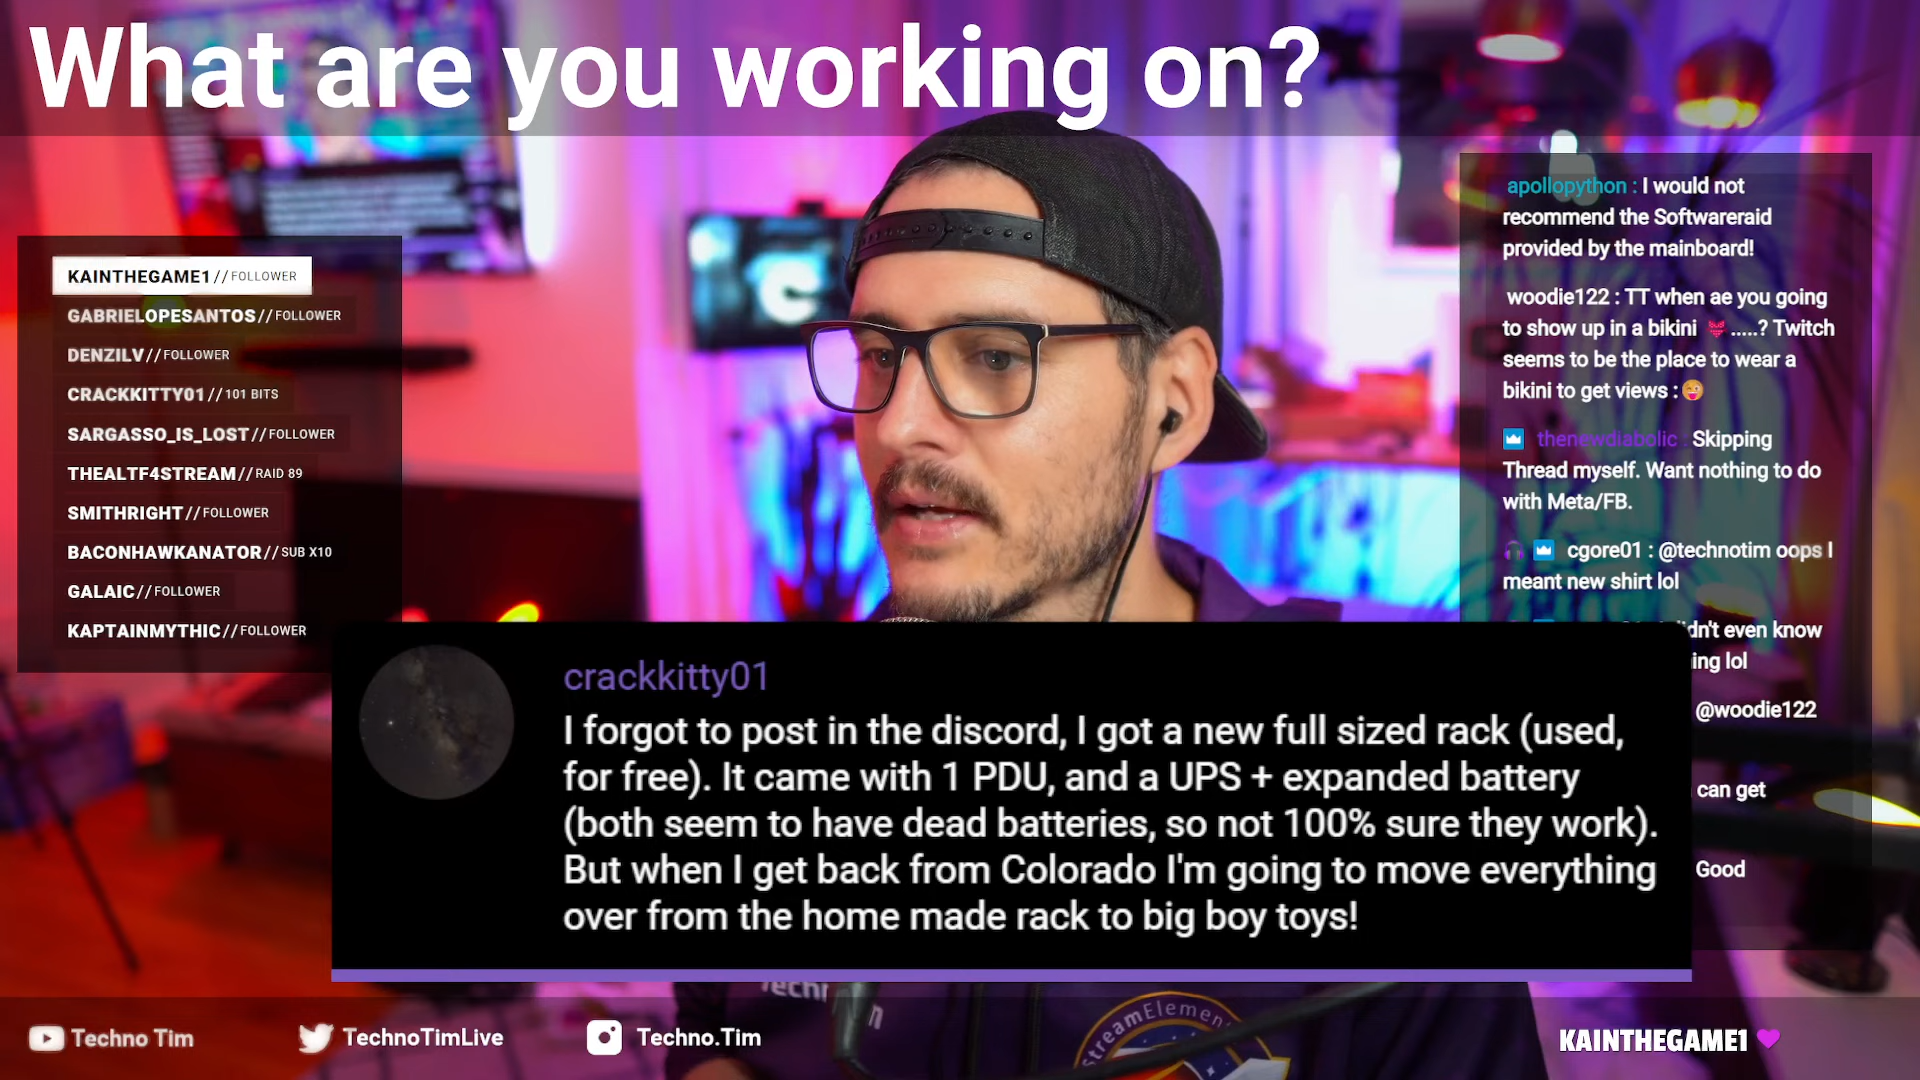 What are you working on?
KAINTHEGAME1 // FOLLOWER
GABRIELOPESANTOS // FOLLOWER
DENZILV // FOLLOWER
CRACKKITTY01 // 101 BITS
SARGASSO_IS_LOST // FOLLOWER
THEALTF4STREAM // RAID 89
SMITHRIGHT // FOLLOWER
BACONHAWKANATOR // SUB X10
GALAIC // FOLLOWER
KAPTAINMYTHIC // FOLLOWER
apollopython : I would not
recommend the Softwareraid
provided by the mainboard!
woodie122 : TT when ae you going
to show up in a bikini 👙.....? Twitch
seems to be the place to wear a
bikini to get views : 😜
thenewdiabolic : Skipping
Thread myself. Want nothing to do
with Meta/FB.
cgore01 : @technotim oops I
meant new shirt lol
dn't even know
ing lol
@woodie122
can get
Good
crackkitty01
I forgot to post in the discord, I got a new full sized rack (used,
for free). It came with 1 PDU, and a UPS + expanded battery
(both seem to have dead batteries, so not 100% sure they work).
But when I get back from Colorado I'm going to move everything
over from the home made rack to big boy toys!
StreamElemen
Techno Tim
TechnoTimLive
Techno.Tim
KAINTHEGAME1